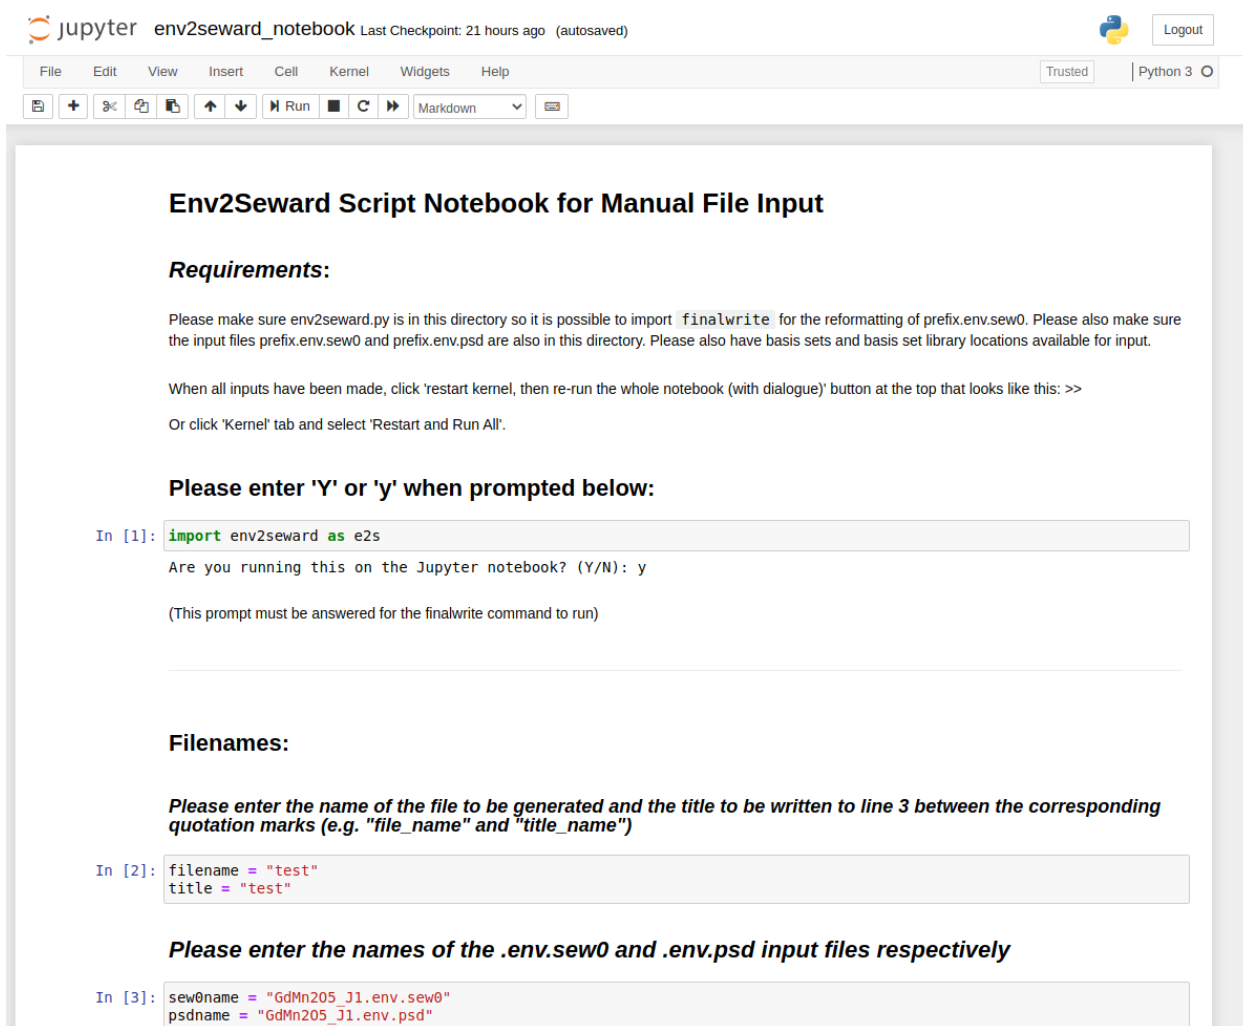 jupyter env2seward_notebook Last Checkpoint: 21 hours ago (autosaved)
Logout
File Edit View Insert Cell Kernel Widgets Help
Trusted
Python 3
Run
Markdown
Env2Seward Script Notebook for Manual File Input
Requirements:
Please make sure env2seward.py is in this directory so it is possible to import finalwrite for the reformatting of prefix.env.sew0. Please also make sure
the input files prefix.env.sew0 and prefix.env.psd are also in this directory. Please also have basis sets and basis set library locations available for input.
When all inputs have been made, click 'restart kernel, then re-run the whole notebook (with dialogue)' button at the top that looks like this: >>
Or click 'Kernel' tab and select 'Restart and Run All'.
Please enter 'Y' or 'y' when prompted below:
In [1]: import env2seward as e2s
Are you running this on the Jupyter notebook? (Y/N): y
(This prompt must be answered for the finalwrite command to run)
Filenames:
Please enter the name of the file to be generated and the title to be written to line 3 between the corresponding
quotation marks (e.g. "file_name" and "title_name")
In [2]: filename = "test"
title = "test"
Please enter the names of the .env.sew0 and .env.psd input files respectively
In [3]: sew0name = "GdMn2O5_J1.env.sew0"
psdname = "GdMn2O5_J1.env.psd"